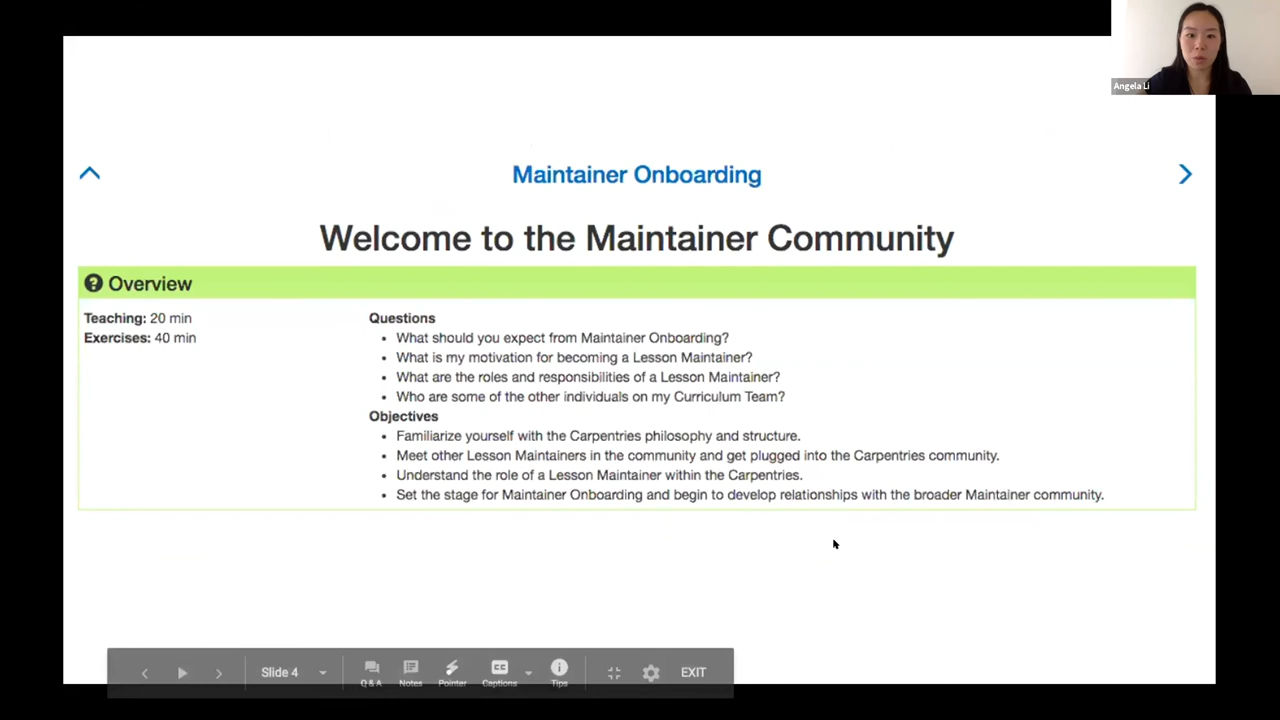 Angela Li
Maintainer Onboarding
Welcome to the Maintainer Community
Overview
Teaching: 20 min
Exercises: 40 min
Questions
What should you expect from Maintainer Onboarding?
What is my motivation for becoming a Lesson Maintainer?
What are the roles and responsibilities of a Lesson Maintainer?
Who are some of the other individuals on my Curriculum Team?
Objectives
Familiarize yourself with the Carpentries philosophy and structure.
Meet other Lesson Maintainers in the community and get plugged into the Carpentries community.
Understand the role of a Lesson Maintainer within the Carpentries.
Set the stage for Maintainer Onboarding and begin to develop relationships with the broader Maintainer community.
Slide 4
Q & A
Notes
Pointer
CC
Captions
Tips
EXIT